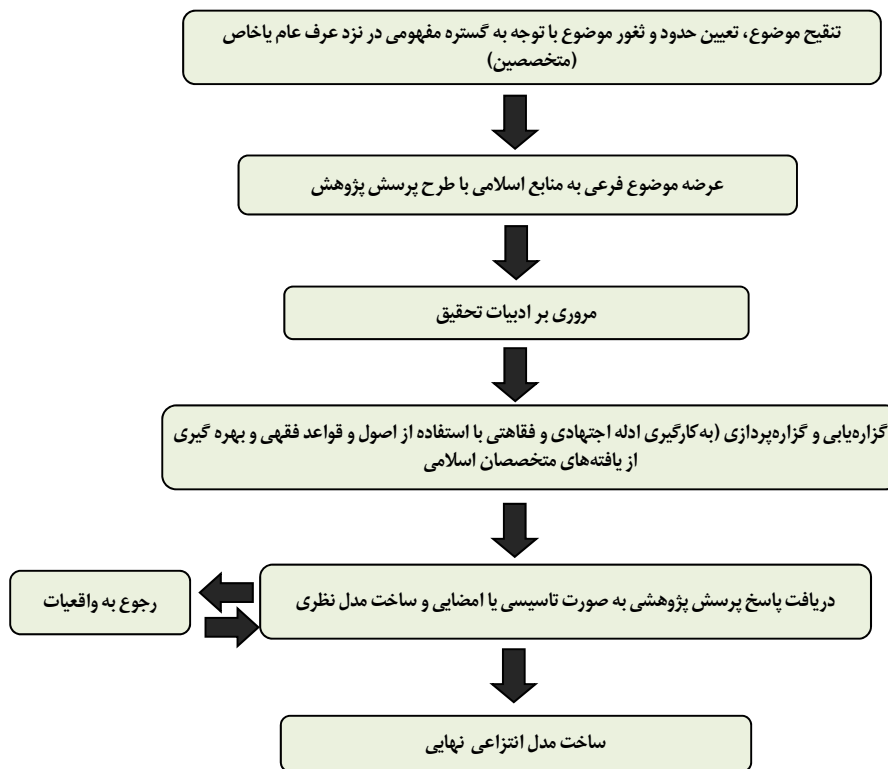 تنقیح موضوع، تعیین حدود و ثغور موضوع با توجه به گستره مفهومی در نزد عرف عام یاخاص
(متخصصین)
عرضه موضوع فرعی به منابع اسلامی با طرح پرسش پژوهش
مروری بر ادبیات تحقیق
گزاره‌یابی و گزاره‌پردازی (به‌کارگیری ادله اجتهادی و فقاهتی با استفاده از اصول و قواعد فقهی و بهره گیری
از یافته‌های متخصصان اسلامی
دریافت پاسخ پرسش پژوهشی به صورت تاسیسی یا امضایی و ساخت مدل نظری
رجوع به واقعیات
ساخت مدل انتزاعی نهایی